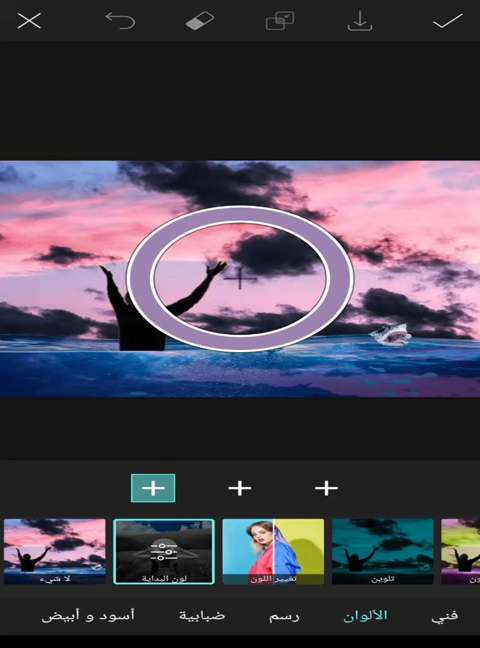 لا شيء
لون البداية
تغيير اللون
تلوين
أسود و أبيض
ضبابية
رسم
الألوان
فني